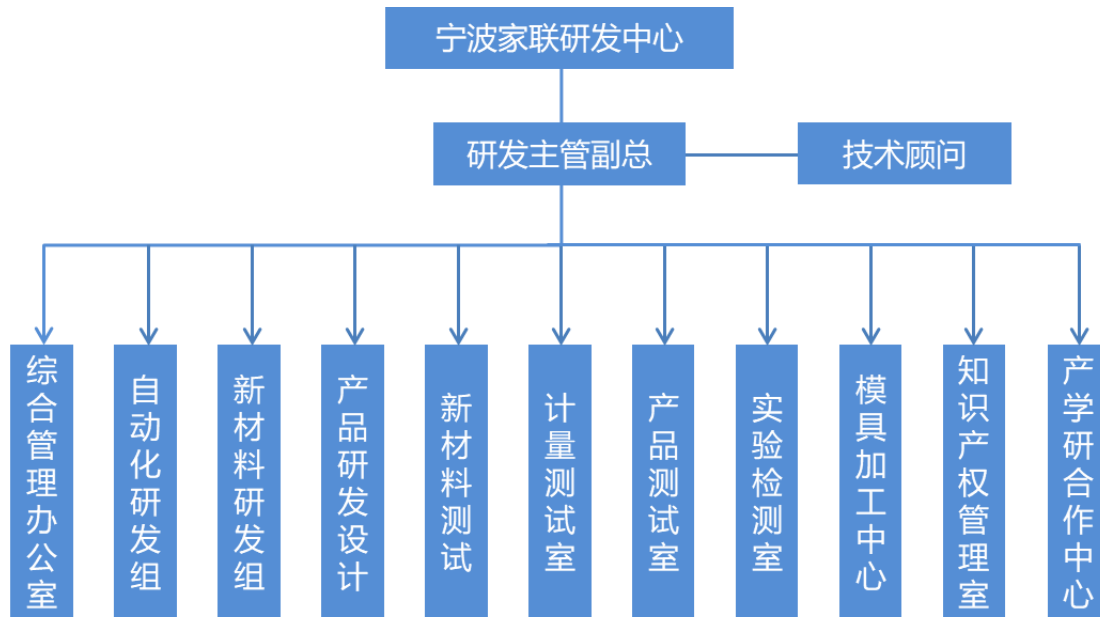 宁波家联研发中心
研发主管副总
技术顾问
综合管理办公室
自动化研发组
新材料研发组
产品研发设计
新材料测试
计量测试室
产品测试室
实验检测室
模具加工中心
知识产权管理室
产学研合作中心